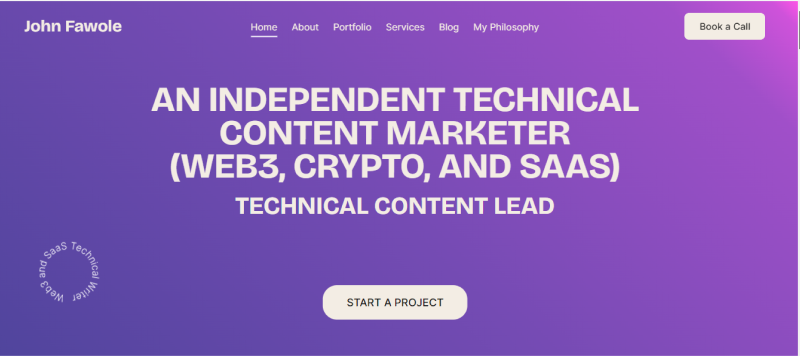 John Fawole
Home About Portfolio Services Blog My Philosophy
Book a Call
AN INDEPENDENT TECHNICAL
CONTENT MARKETER
(WEB3, CRYPTO, AND SAAS)
TECHNICAL CONTENT LEAD
Web3 and SaaS Technical Writer
START A PROJECT